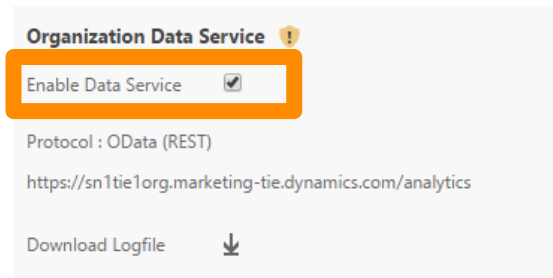 Organization Data Service
Enable Data Service
Protocol : OData (REST)
https://sn1tie1org.marketing-tie.dynamics.com/analytics
Download Logfile